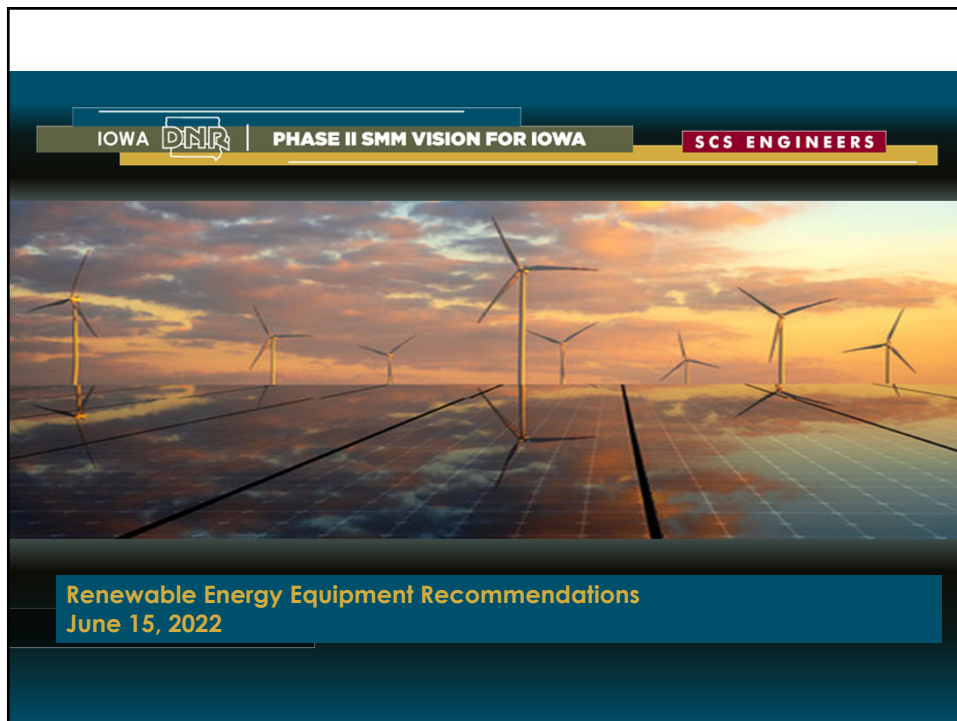 IOWA DNR | PHASE II SMM VISION FOR IOWA
SCS ENGINEERS
Renewable Energy Equipment Recommendations
June 15, 2022